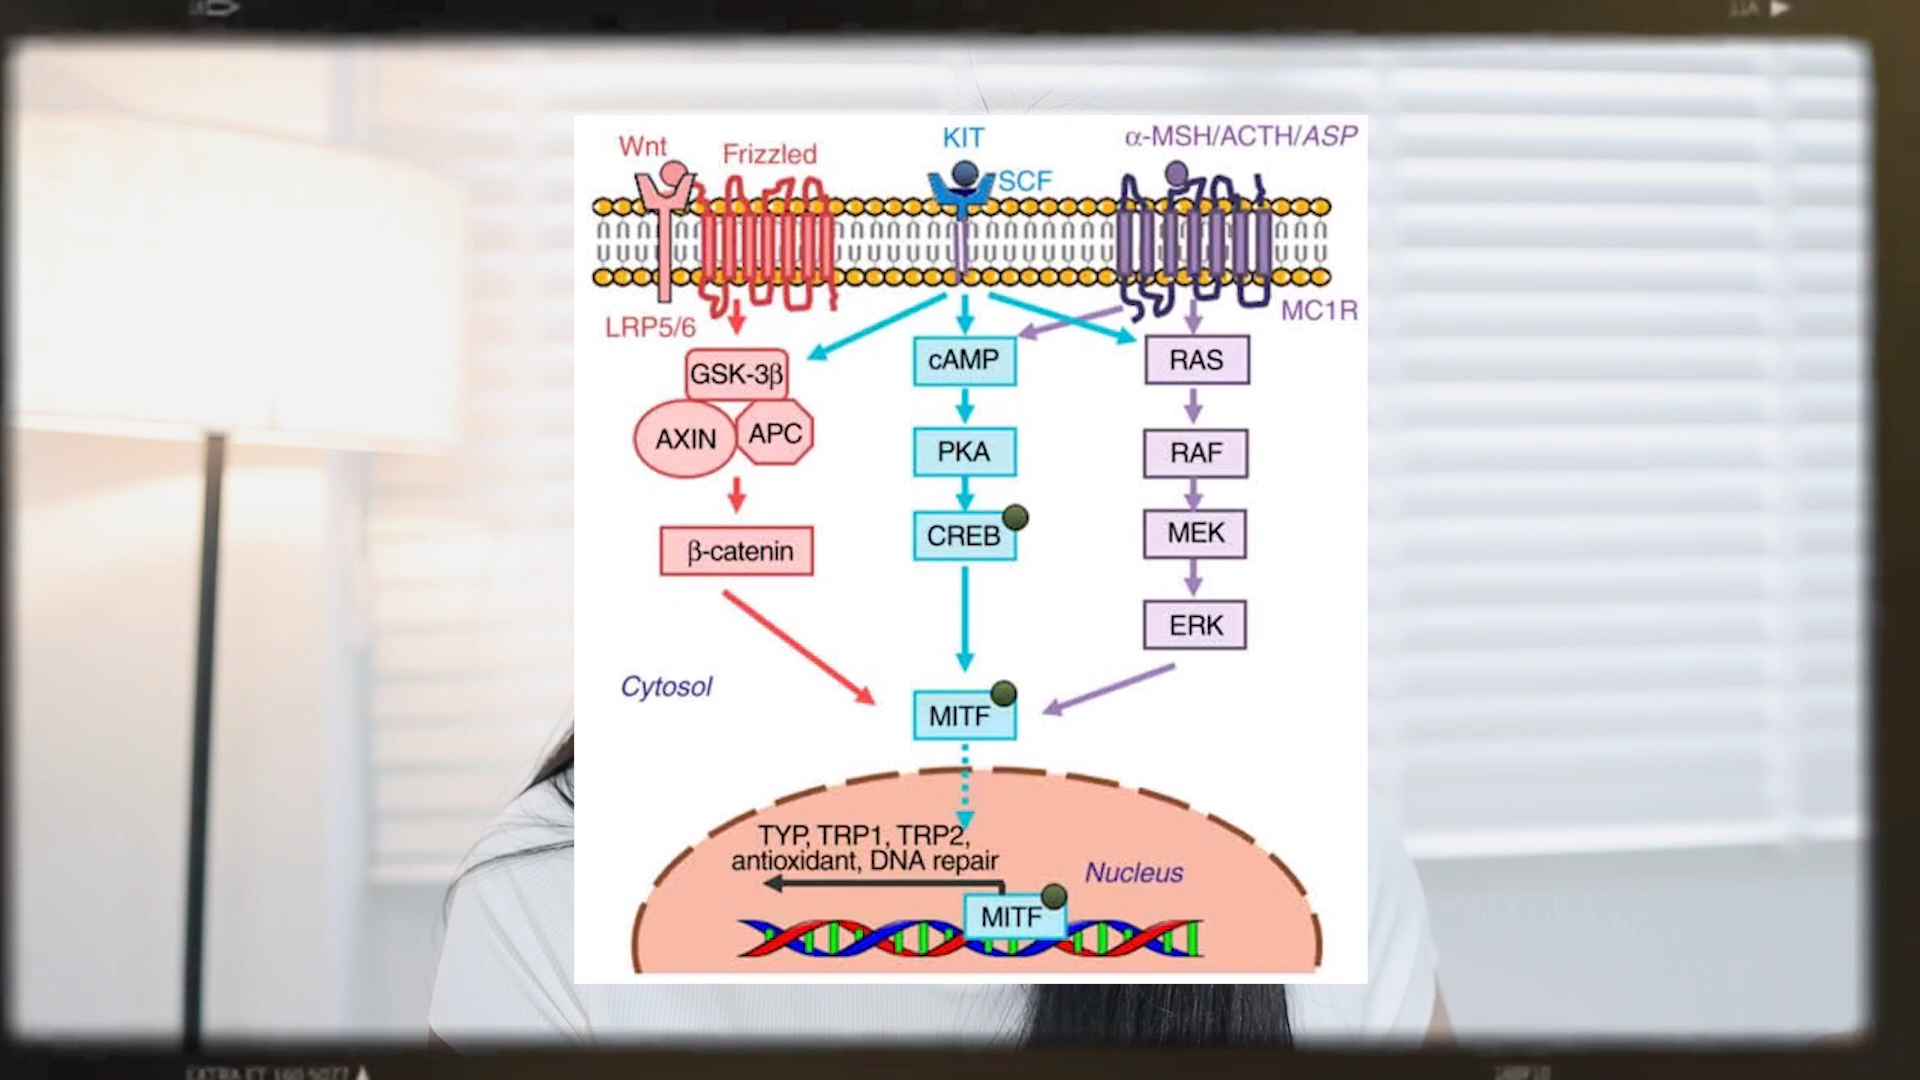 11A
Wnt
Frizzled
KIT
SCF
α-MSH/ACTH/ASP
LRP5/6
MC1R
GSK-3β
AXIN
APC
β-catenin
cAMP
PKA
CREB
RAS
RAF
MEK
ERK
Cytosol
MITF
TYP, TRP1, TRP2,
antioxidant, DNA repair
Nucleus
MITF